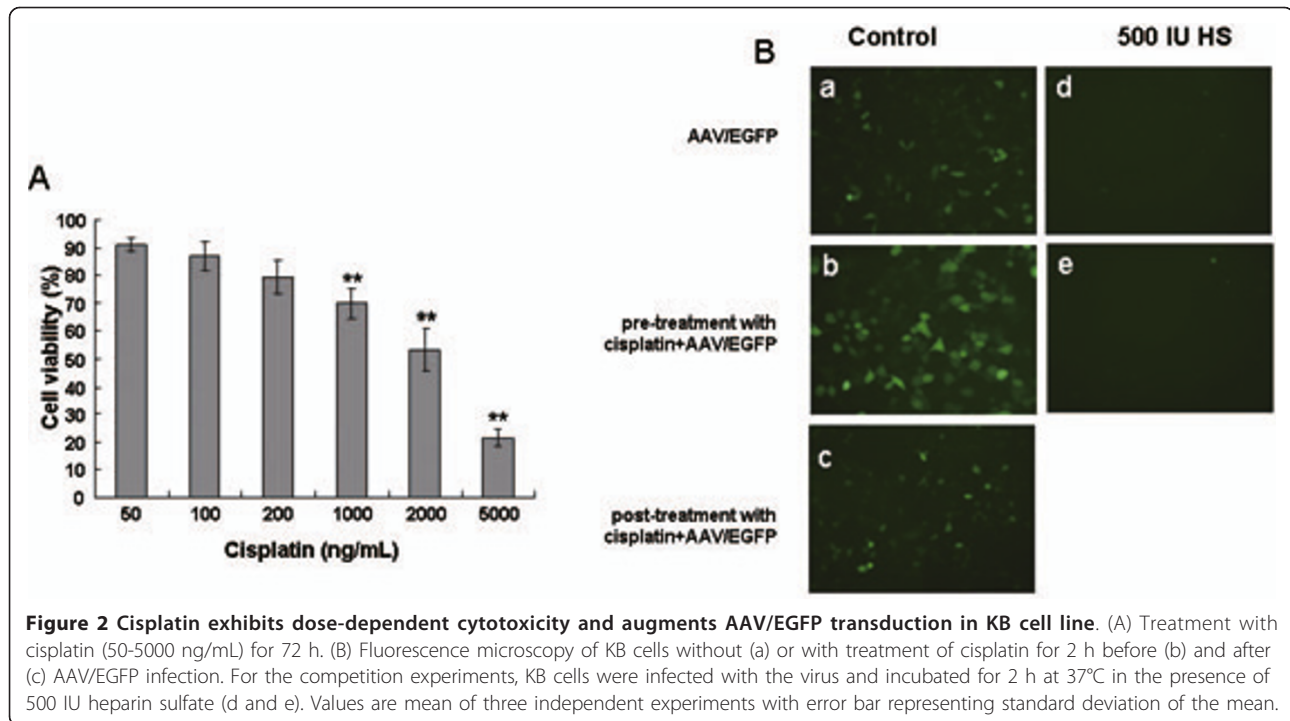 Control 500 IU HS
B
a d
AAV/EGFP
b e
pre-treatment with
cisplatin+AAV/EGFP
c
post-treatment with
cisplatin+AAV/EGFP
A
Cell viability (%)
100
90
80
70
60
50
40
30
20
10
0
** ** **
50 100 200 1000 2000 5000
Cisplatin (ng/mL)
Figure 2 Cisplatin exhibits dose-dependent cytotoxicity and augments AAV/EGFP transduction in KB cell line. (A) Treatment with
cisplatin (50-5000 ng/mL) for 72 h. (B) Fluorescence microscopy of KB cells without (a) or with treatment of cisplatin for 2 h before (b) and after
(c) AAV/EGFP infection. For the competition experiments, KB cells were infected with the virus and incubated for 2 h at 37°C in the presence of
500 IU heparin sulfate (d and e). Values are mean of three independent experiments with error bar representing standard deviation of the mean.